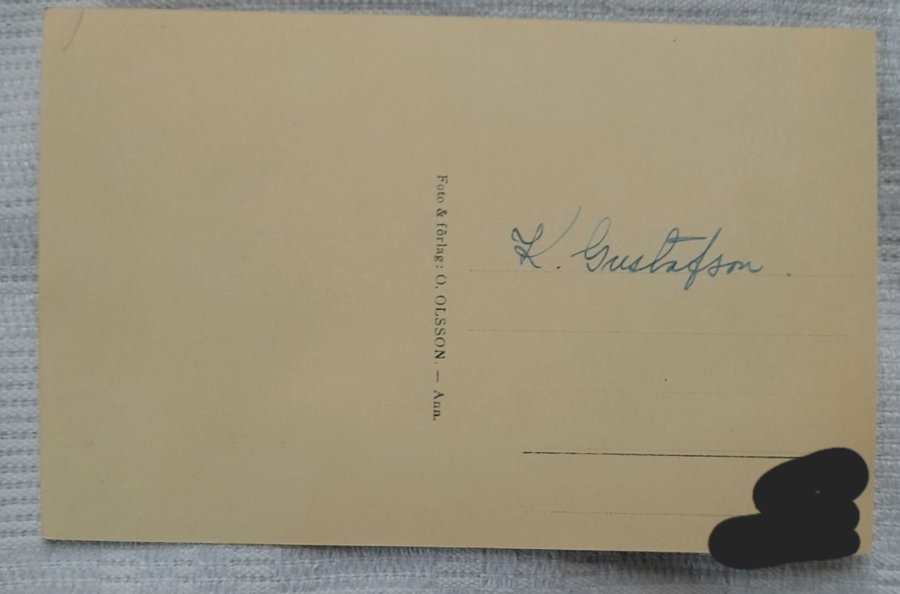 Foto & förlag: O. OLSSON. — Ann.
K. Gustafson.